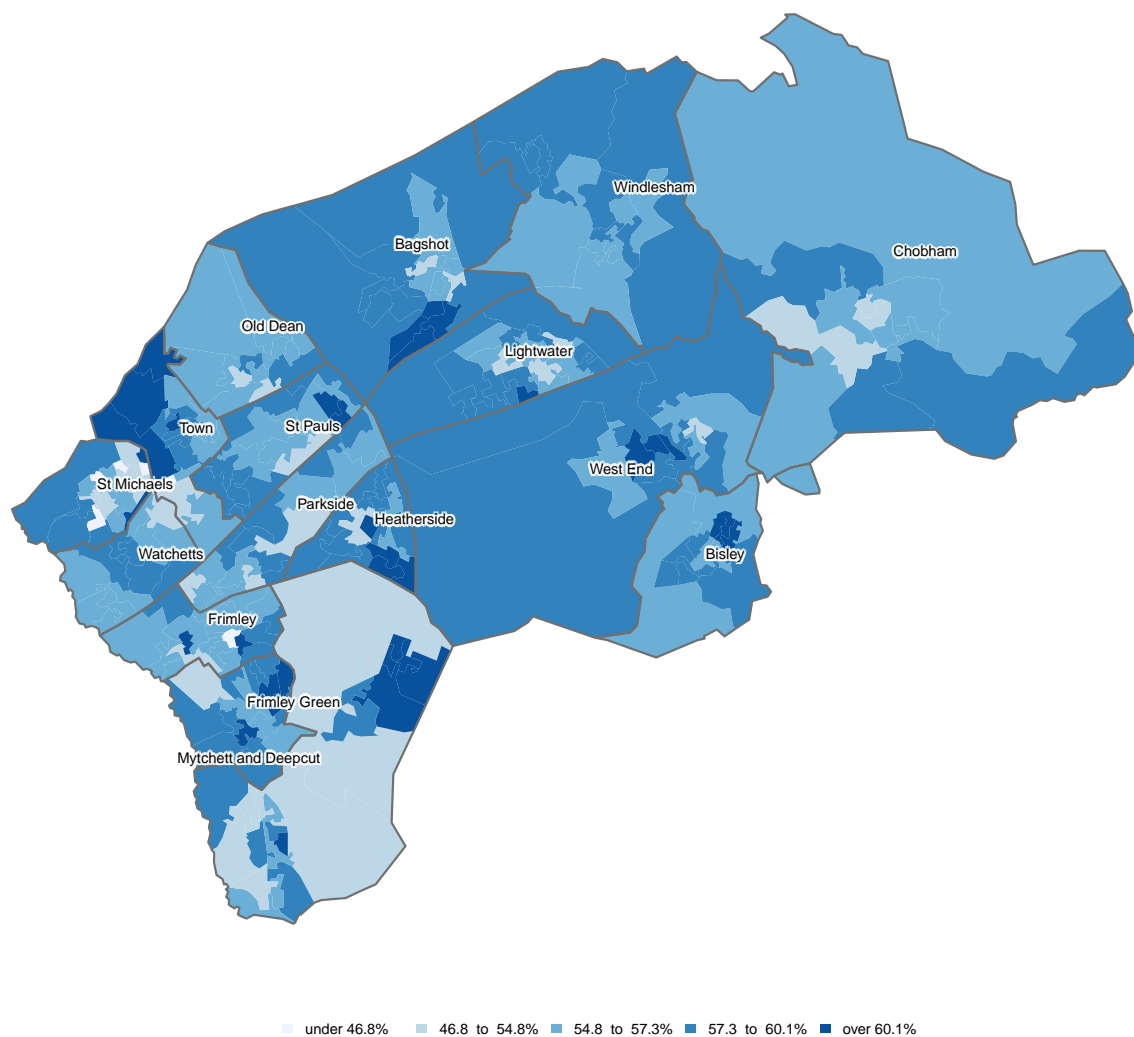 Windlesham
Bagshot
Chobham
Old Dean
Lightwater
Town
St Pauls
West End
St Michaels
Parkside
Heatherside
Watchetts
Bisley
Frimley
Frimley Green
Mytchett and Deepcut
under 46.8% 46.8 to 54.8% 54.8 to 57.3% 57.3 to 60.1% over 60.1%